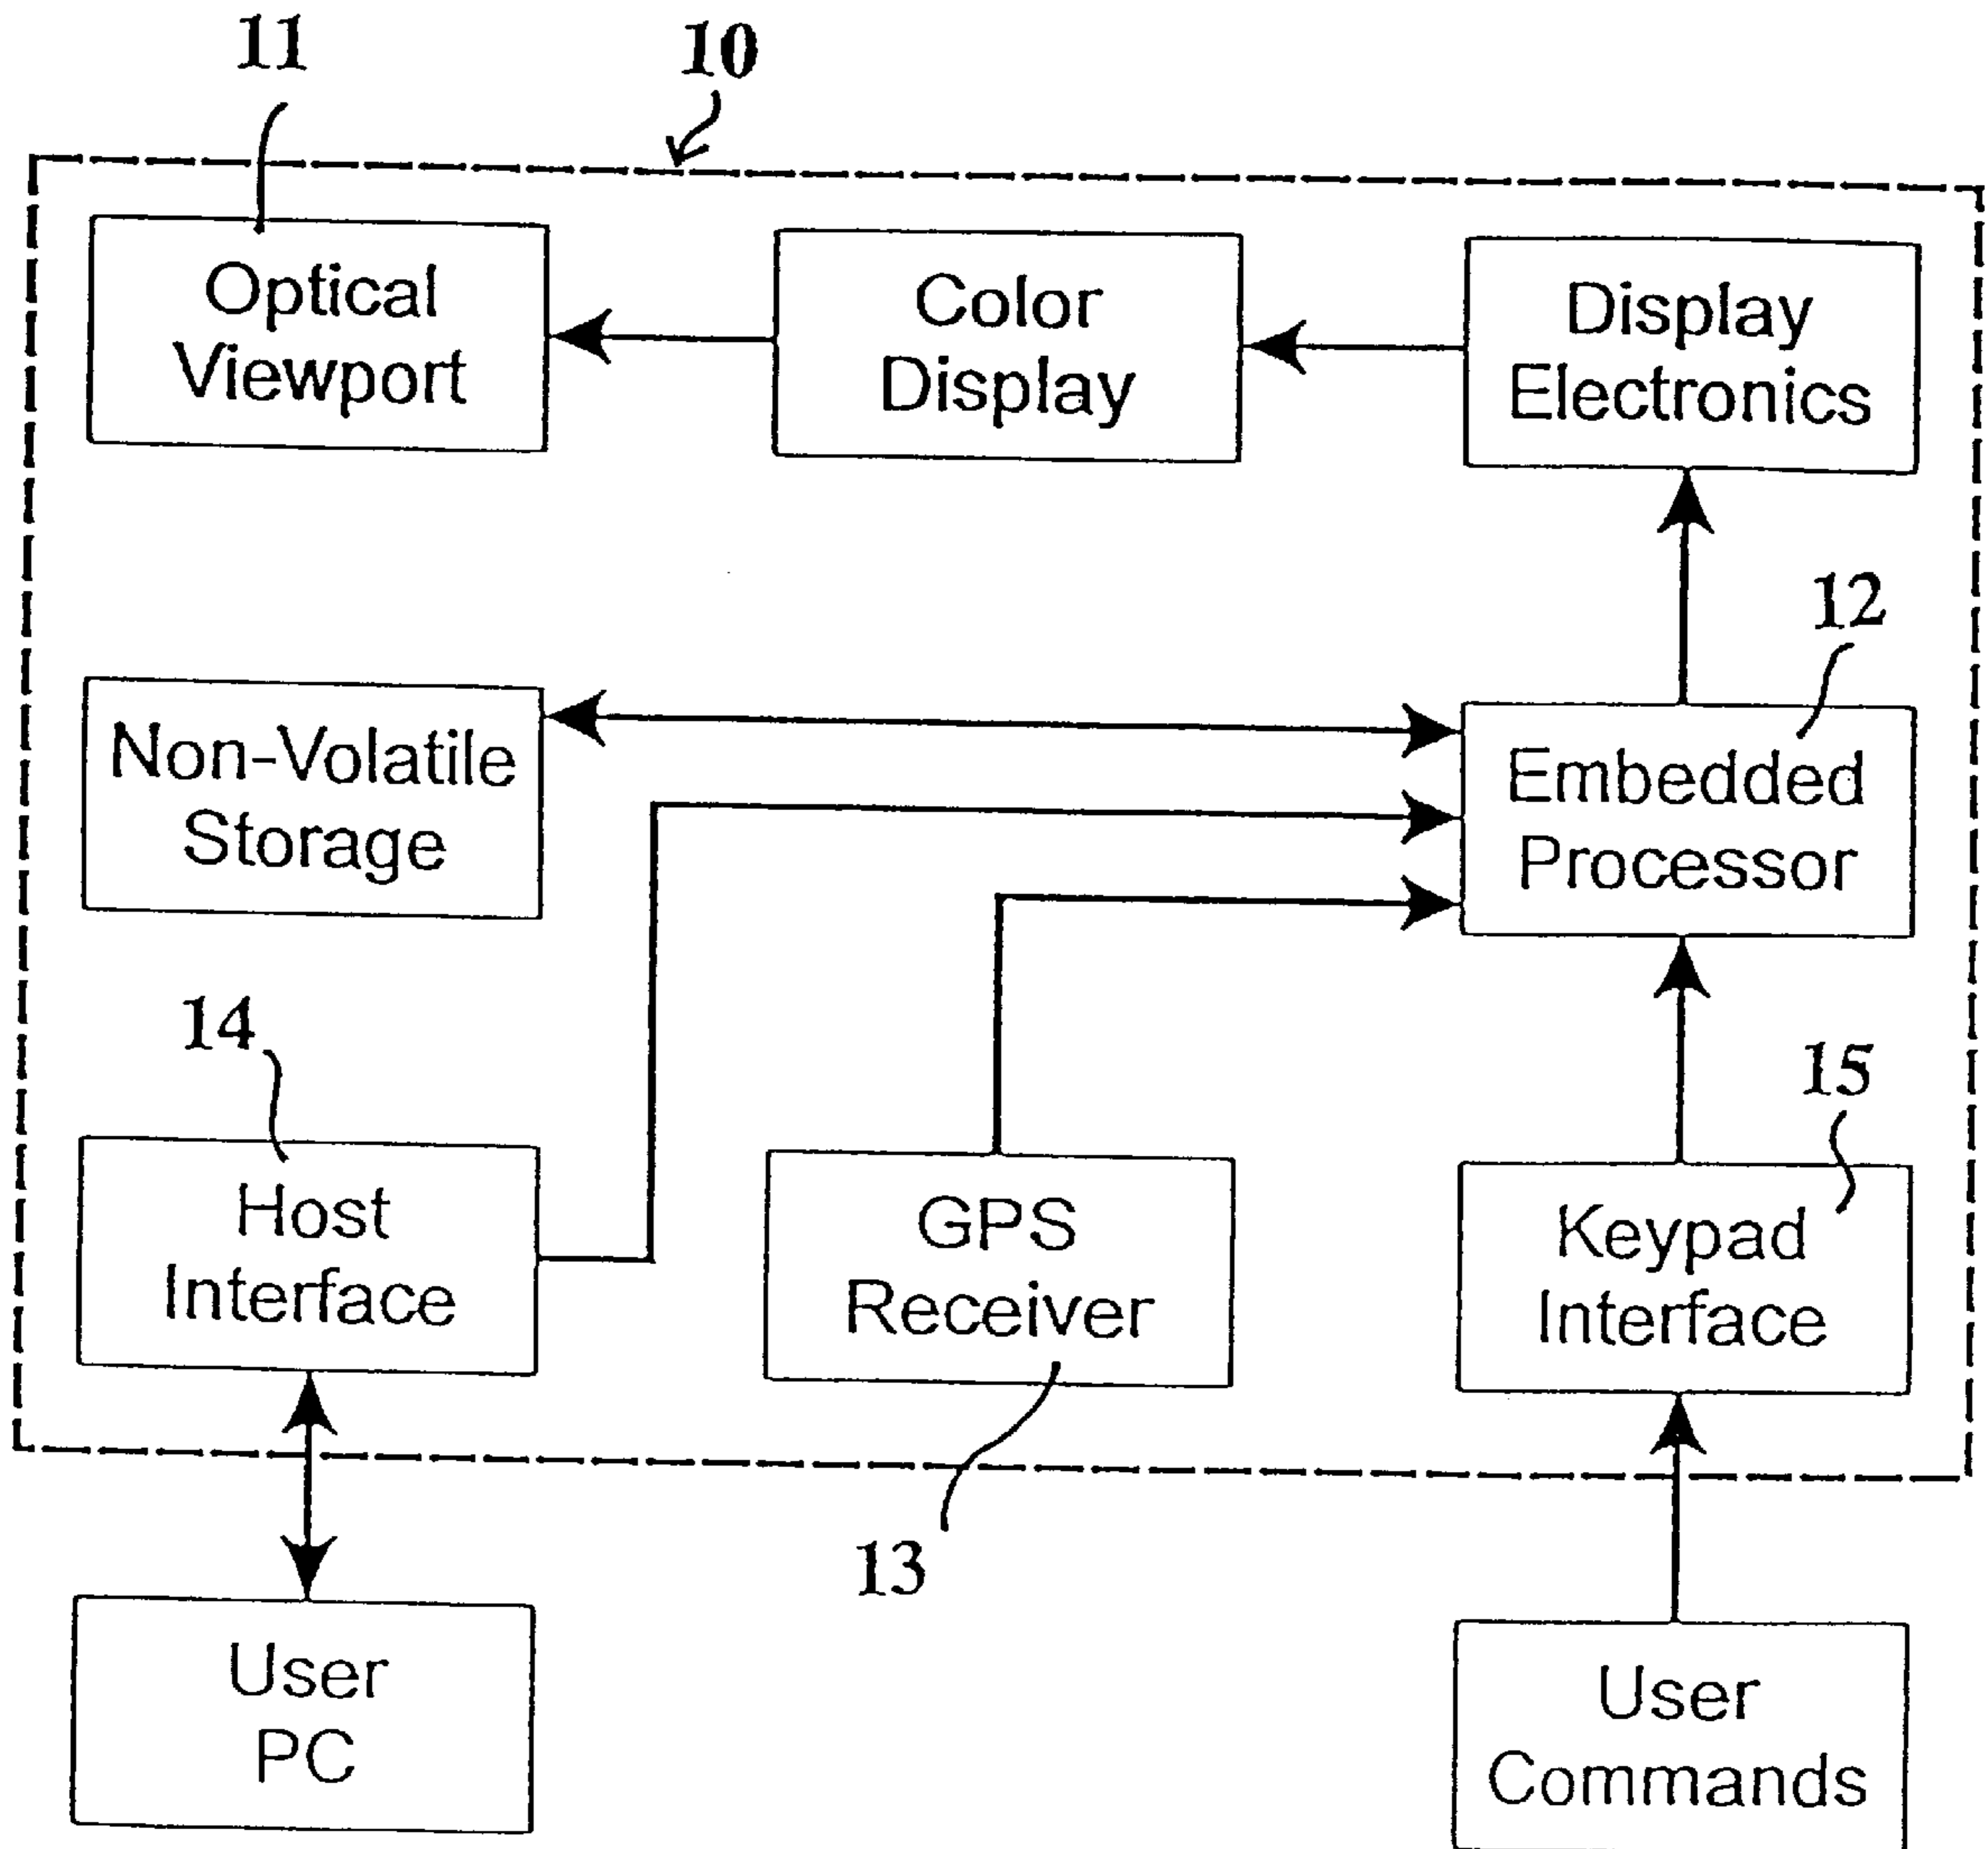 11
10
Optical
Viewport
Color
Display
Display
Electronics
12
Non-Volatile
Storage
Embedded
Processor
14
15
Host
Interface
GPS
Receiver
Keypad
Interface
13
User
PC
User
Commands